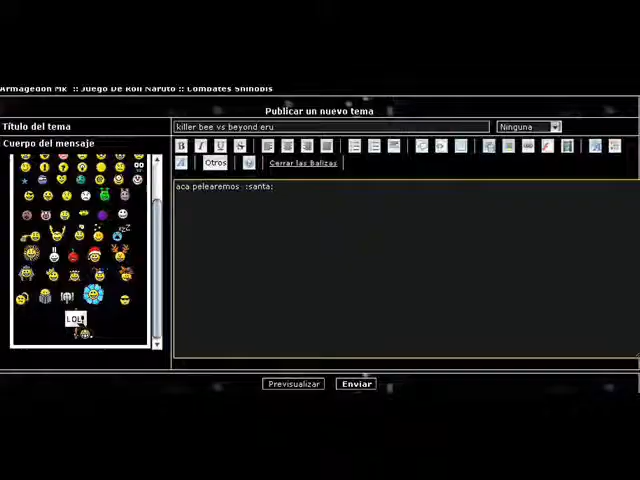 Armagedon MK :: Juego De Roll Naruto :: Combates Shinobis
Publicar un nuevo tema
Título del tema
killer bee vs beyond eru
Ninguna
Cuerpo del mensaje
B I U S
A Otros Cerrar las Balizas
aca pelearemos :santa:
LOL!
Previsualizar Enviar